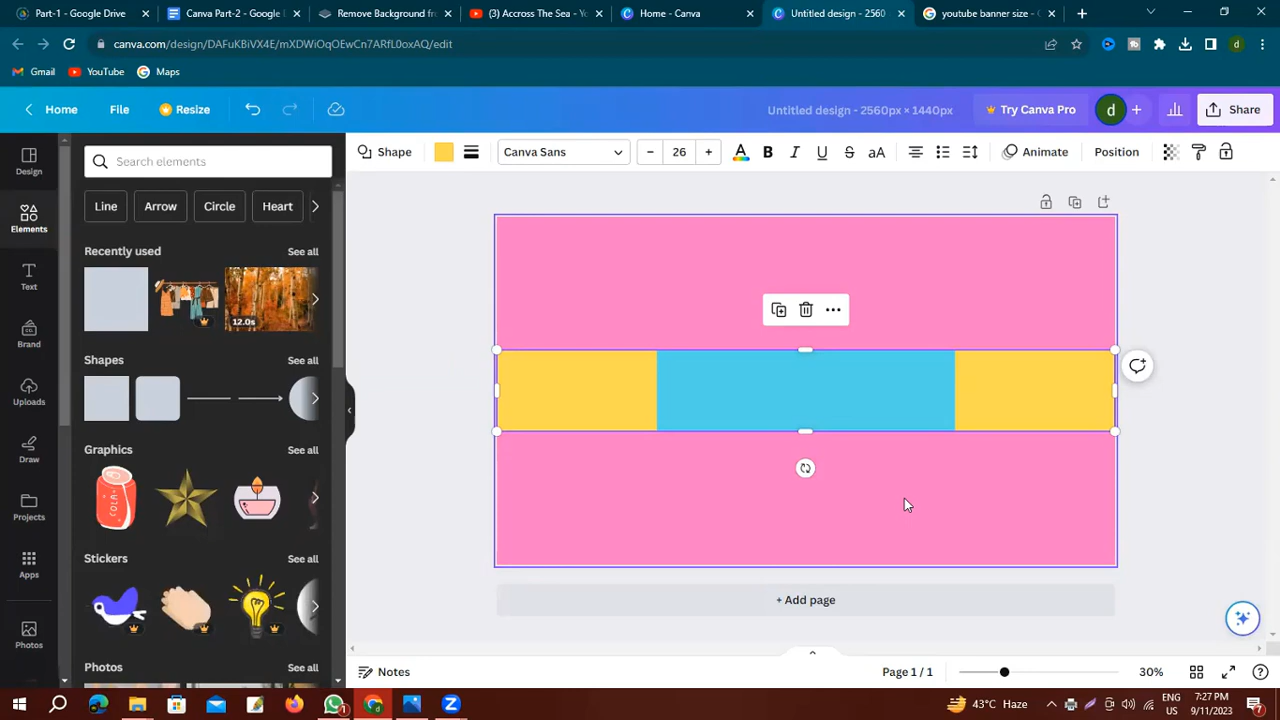 Part-1 - Google Drive
Canva Part-2 - Google
Remove Background fr
(3) Accross The Sea - Yo
Home - Canva
Untitled design - 2560
youtube banner size - G
canva.com/design/DAFuKBiVX4E/mXDWiOqOEwCn7ARfL0oxAQ/edit
Gmail
YouTube
Maps
Home
File
Resize
Untitled design - 2560px × 1440px
Try Canva Pro
d
Share
Shape
Canva Sans
26
Animate
Position
Design
Elements
Text
Brand
Uploads
Draw
Projects
Apps
Photos
Search elements
Line
Arrow
Circle
Heart
Recently used
See all
12.0s
Shapes
See all
Graphics
See all
COLA
Stickers
See all
Photos
See all
+ Add page
Notes
Page 1 / 1
30%
43°C Haze
ENG
US
7:27 PM
9/11/2023